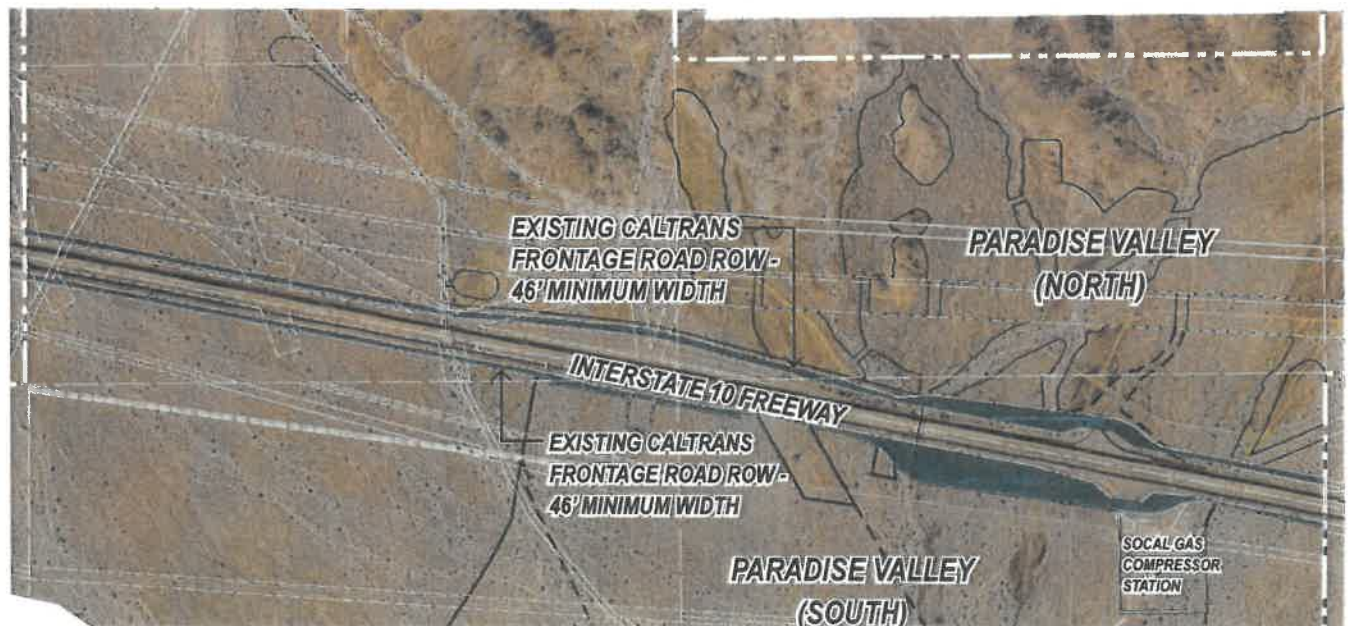 EXISTING CALTRANS
FRONTAGE ROAD ROW -
46' MINIMUM WIDTH
PARADISE VALLEY
(NORTH)
INTERSTATE 10 FREEWAY
EXISTING CALTRANS
FRONTAGE ROAD ROW -
46' MINIMUM WIDTH
PARADISE VALLEY
(SOUTH)
SOCAL GAS
COMPRESSOR
STATION